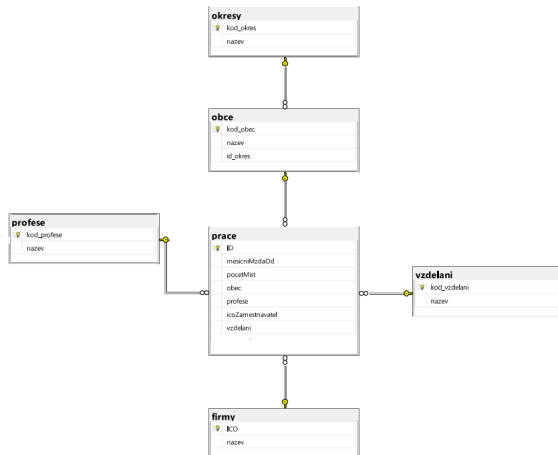 okresy
kod_okres
nazev
obce
kod_obec
nazev
id_okres
profese
kod_profese
nazev
prace
ID
mesicniMzdaOd
pocetMist
obec
profese
icoZamestnavatel
vzdelani
vzdelani
kod_vzdelani
nazev
firmy
ICO
nazev